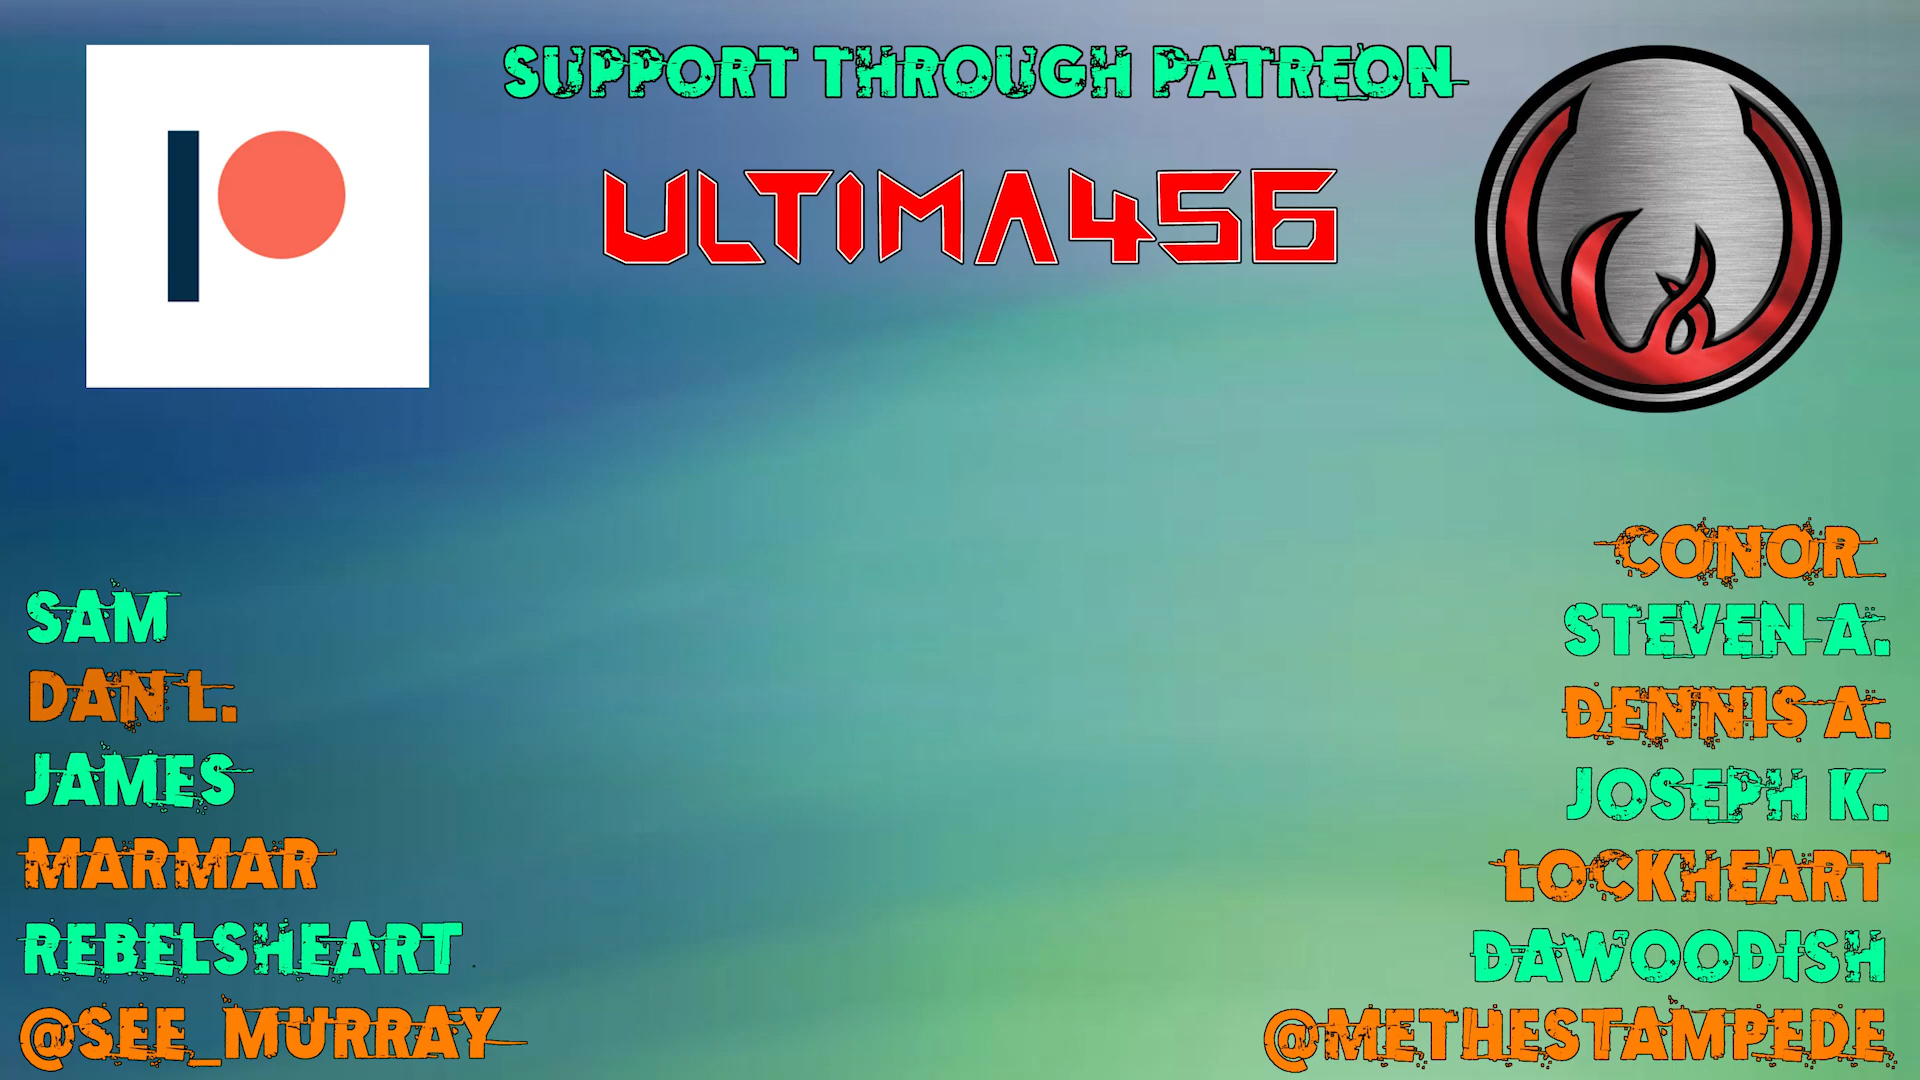 SUPPORT THROUGH PATREON
ULTIMA456
SAM
DAN L.
JAMES
MARMAR
REBELSHEART
@SEE_MURRAY
CONOR
STEVEN A.
DENNIS A.
JOSEPH K.
LOCKHEART
DAWOODISH
@METHESTAMPEDE